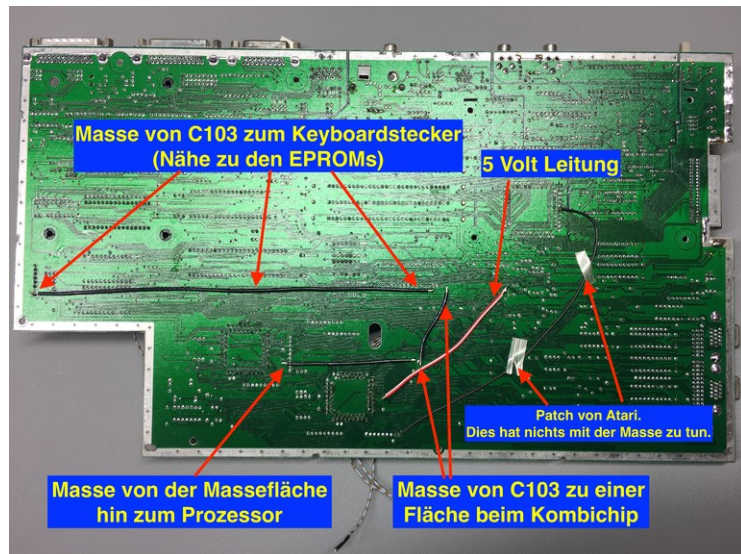 Masse von C103 zum Keyboardstecker
(Nähe zu den EPROMs)
5 Volt Leitung
Patch von Atari.
Dies hat nichts mit der Masse zu tun.
Masse von der Massefläche
hin zum Prozessor
Masse von C103 zu einer
Fläche beim Kombichip